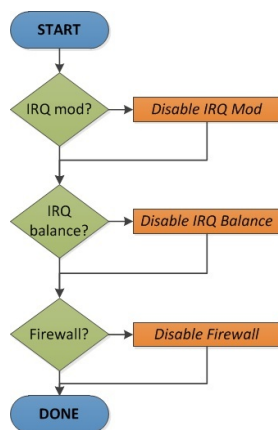 START
IRQ mod?
Disable IRQ Mod
IRQ
balance?
Disable IRQ Balance
Firewall?
Disable Firewall
DONE